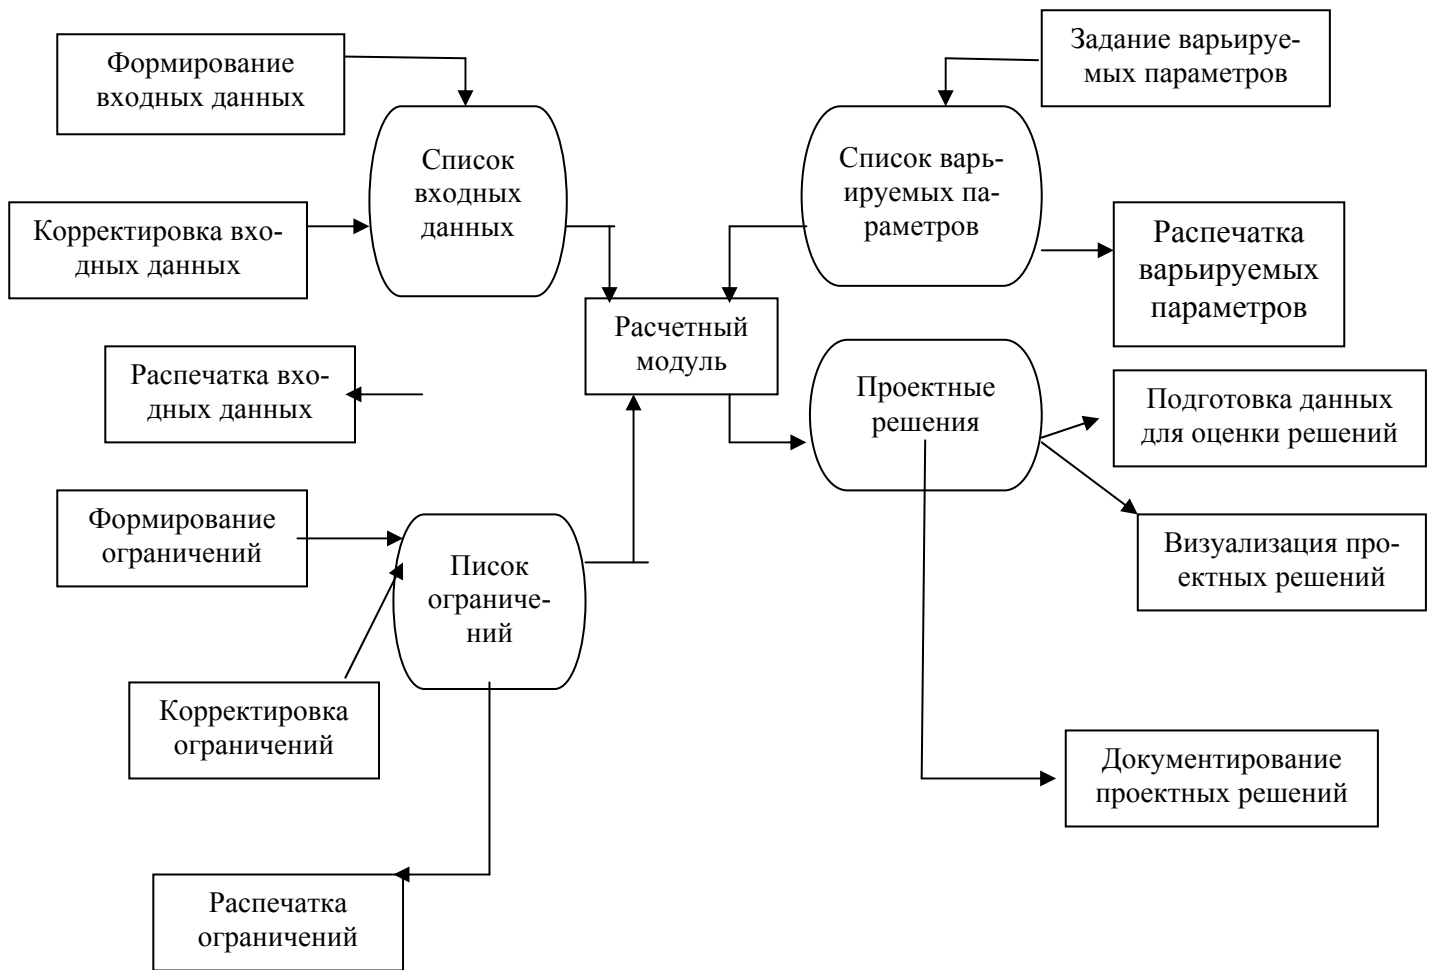 Формирование
входных данных
Задание варьируе-
мых параметров
Список
входных
данных
Список варь-
ируемых па-
раметров
Корректировка вхо-
дных данных
Распечатка
варьируемых
параметров
Расчетный
модуль
Распечатка вхо-
дных данных
Проектные
решения
Подготовка данных
для оценки решений
Формирование
ограничений
Писок
ограниче-
ний
Визуализация про-
ектных решений
Корректировка
ограничений
Документирование
проектных решений
Распечатка
ограничений